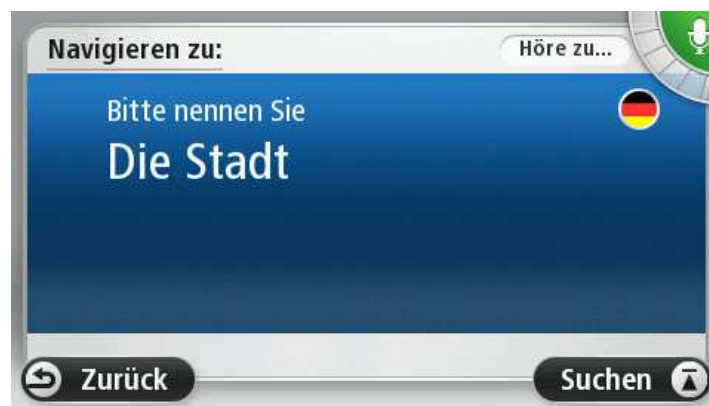 Navigieren zu:
Höre zu...
Bitte nennen Sie
Die Stadt
Zurück
Suchen